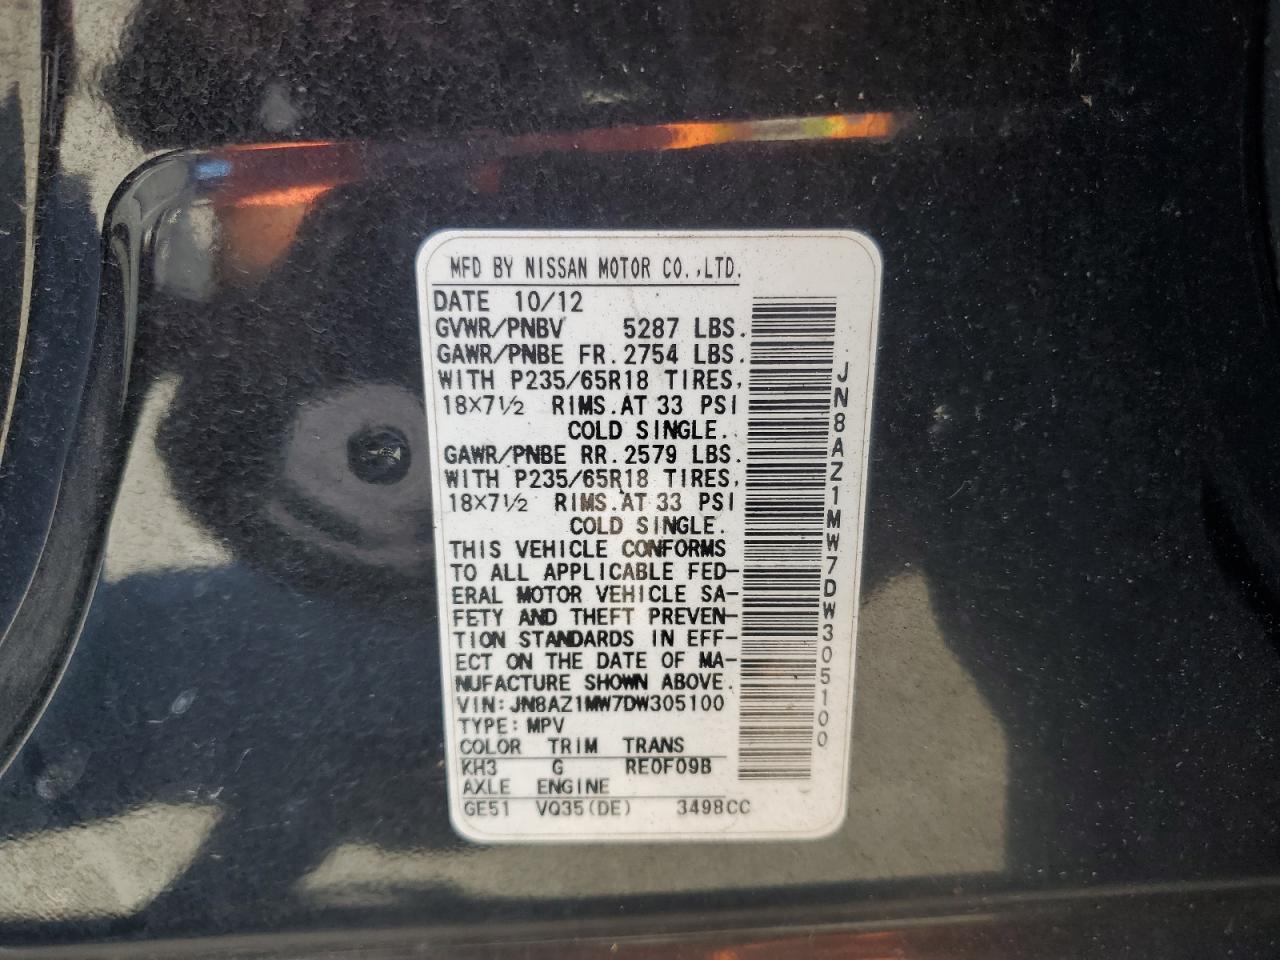 MFD BY NISSAN MOTOR CO.,LTD.
DATE 10/12
GVWR/PNBV 5287 LBS.
GAWR/PNBE FR.2754 LBS.
WITH P235/65R18 TIRES,
18×7½ RIMS.AT 33 PSI
COLD SINGLE.
GAWR/PNBE RR.2579 LBS.
WITH P235/65R18 TIRES,
18×7½ RIMS.AT 33 PSI
COLD SINGLE.
THIS VEHICLE CONFORMS
TO ALL APPLICABLE FED-
ERAL MOTOR VEHICLE SA-
FETY AND THEFT PREVEN-
TION STANDARDS IN EFF-
ECT ON THE DATE OF MA-
NUFACTURE SHOWN ABOVE.
VIN:JN8AZ1MW7DW305100
TYPE:MPV
COLOR TRIM TRANS
KH3 G RE0F09B
AXLE ENGINE
GE51 VQ35(DE) 3498CC
JN8AZ1MW7DW305100